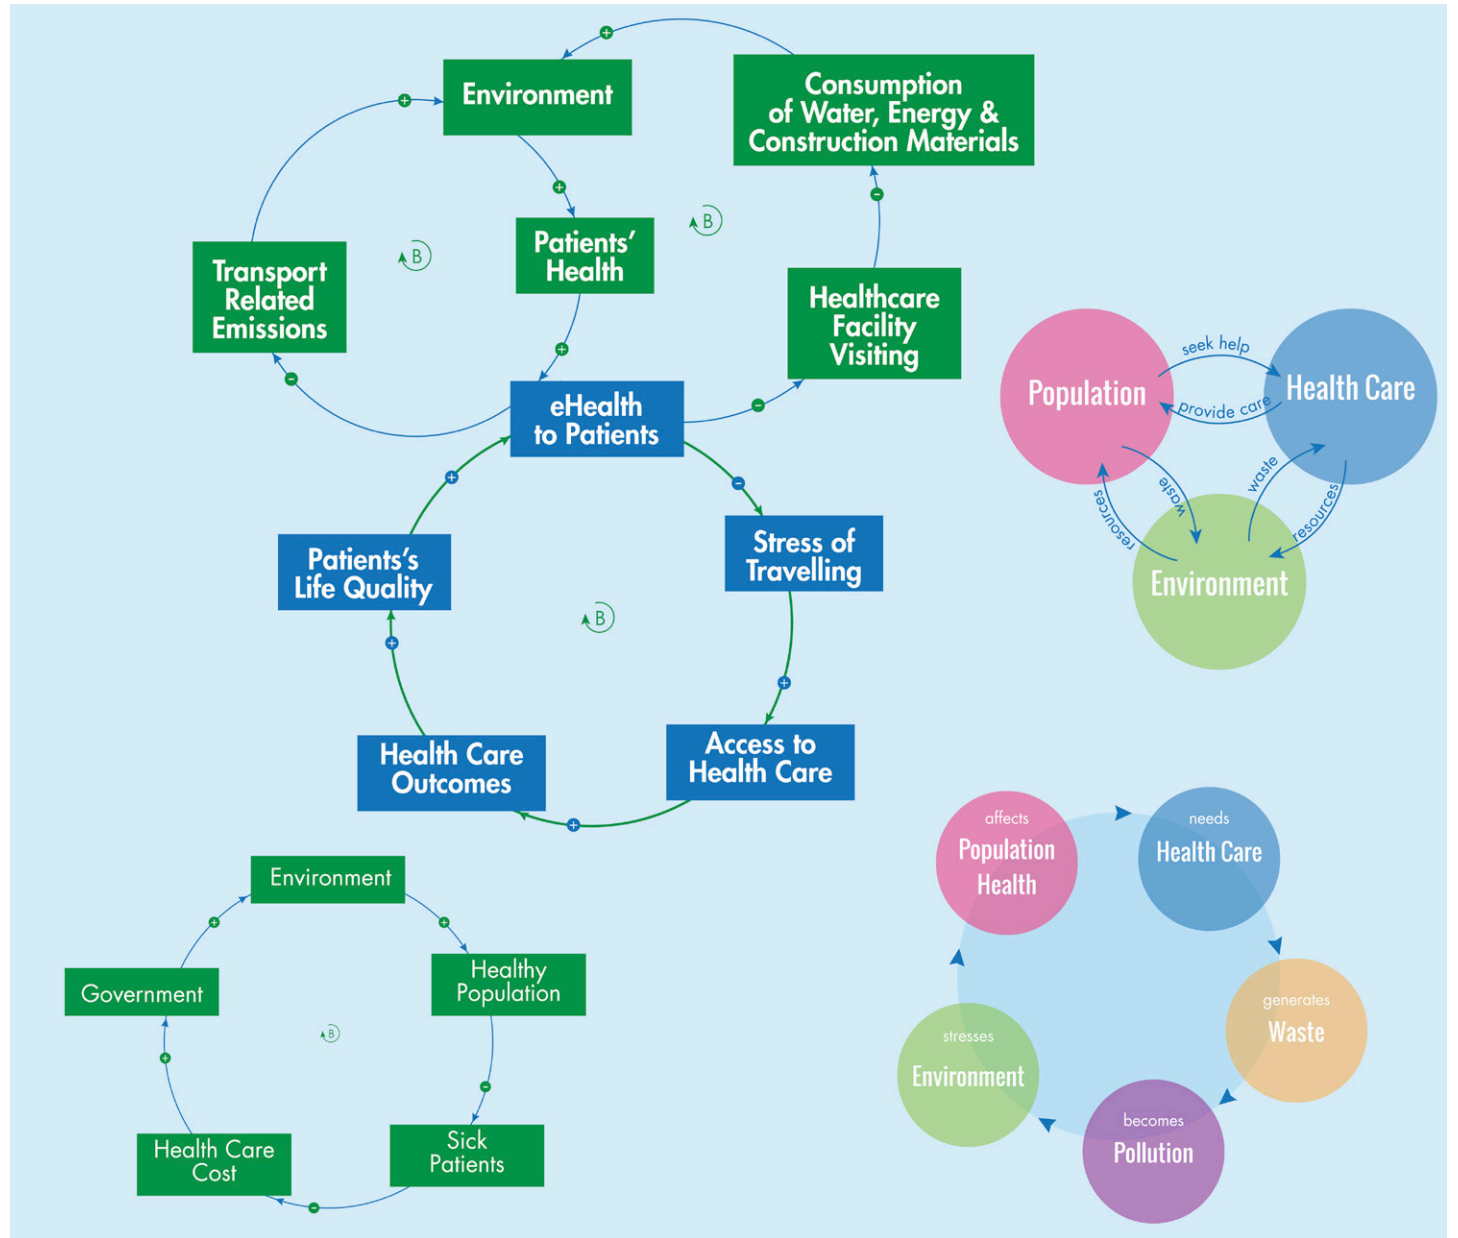 Environment
Consumption
of Water, Energy &
Construction Materials
Patients’
Health
B
B
Transport
Related
Emissions
Healthcare
Facility
Visiting
eHealth
to Patients
Patients’s
Life Quality
Stress of
Travelling
B
Health Care
Outcomes
Access to
Health Care
Population
seek help
provide care
Health Care
waste
resources
waste
resources
Environment
Environment
Government
Healthy
Population
B
Health Care
Cost
Sick
Patients
affects
Population
Health
needs
Health Care
generates
Waste
becomes
Pollution
stresses
Environment